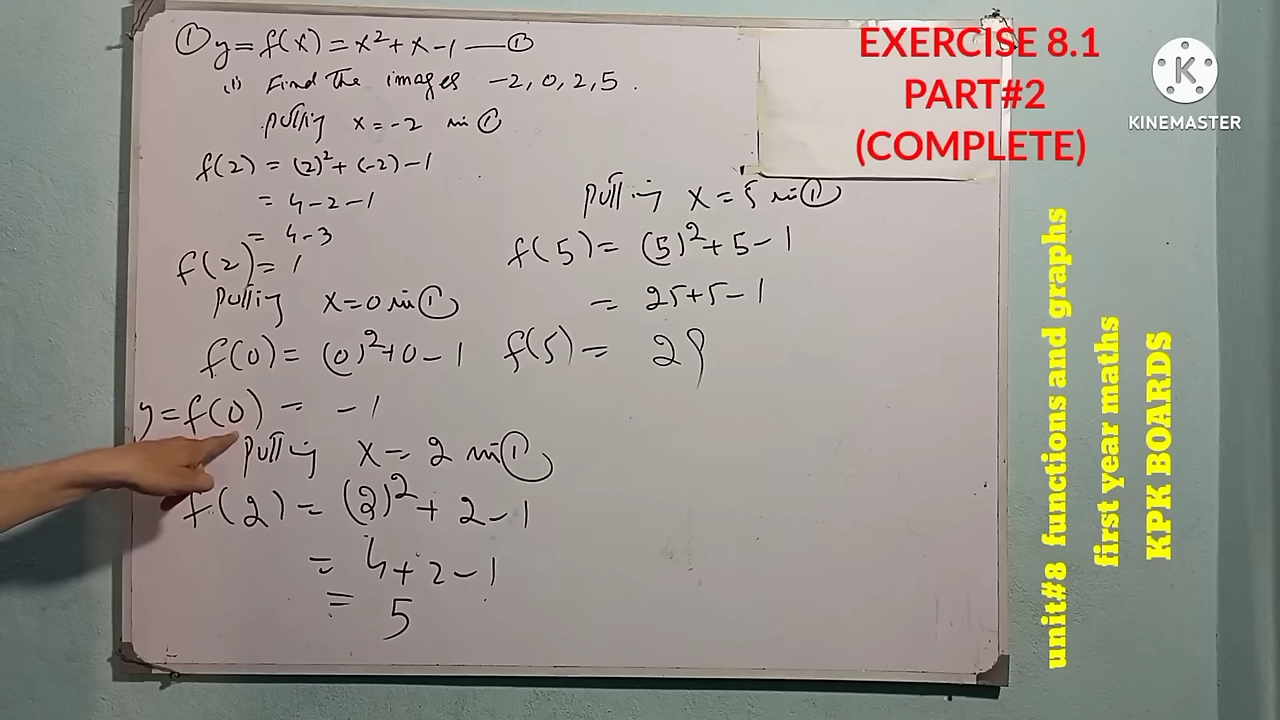 ① y = f(x) = x² + x - 1 — ①
(i) Find the images -2, 0, 2, 5.
putting x = -2 in ①
f(2) = (2)² + (-2) - 1
= 4 - 2 - 1
= 4 - 3
f(2) = 1
putting x = 0 in ①
f(0) = (0)² + 0 - 1
y = f(0) = -1
putting x = 2 in ①
f(2) = (2)² + 2 - 1
= 4 + 2 - 1
= 5
putting x = 5 in ①
f(5) = (5)² + 5 - 1
= 25 + 5 - 1
f(5) = 29
EXERCISE 8.1
PART#2
(COMPLETE)
K
KINEMASTER
unit#8 functions and graphs
first year maths
KPK BOARDS